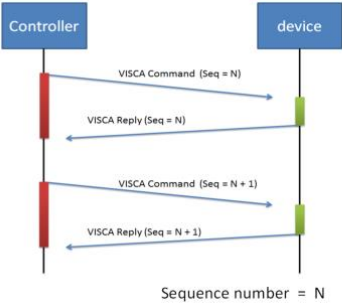 Controller
device
VISCA Command (Seq = N)
VISCA Reply (Seq = N)
VISCA Command (Seq = N + 1)
VISCA Reply (Seq = N + 1)
Sequence number = N